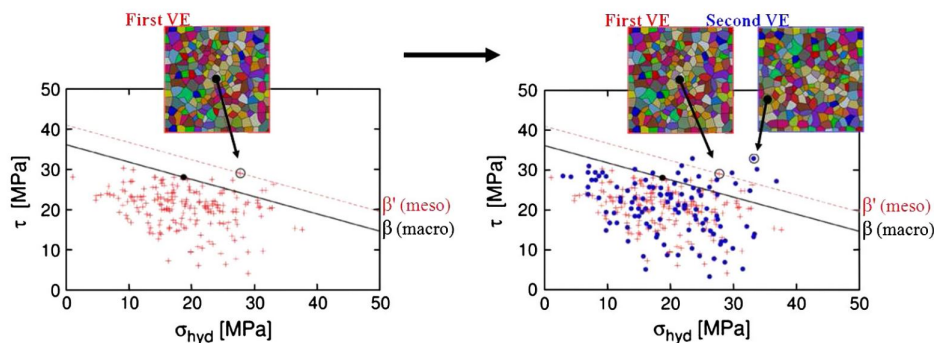 First VE
50
40
30
20
10
0
τ [MPa]
0 10 20 30 40 50
σhyd [MPa]
β' (meso)
β (macro)
First VE Second VE
50
40
30
20
10
0
τ [MPa]
0 10 20 30 40 50
σhyd [MPa]
β' (meso)
β (macro)